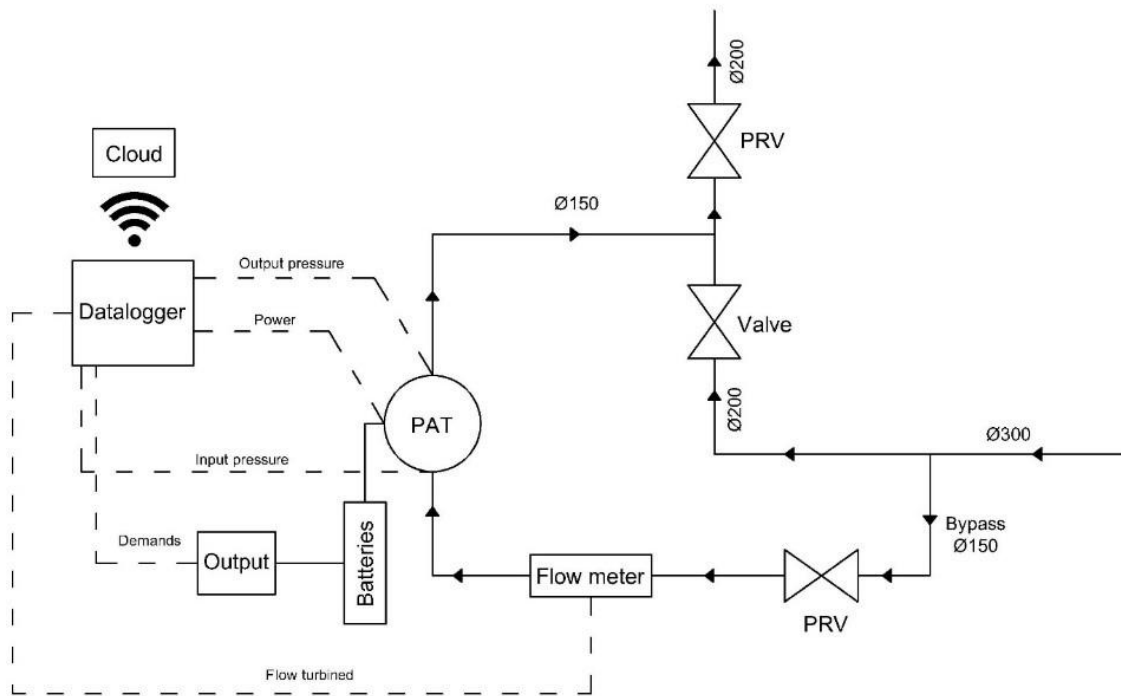 Ø200
PRV
Cloud
Ø150
Output pressure
Datalogger
Power
Valve
Ø200
PAT
Ø300
Input pressure
Bypass
Ø150
Demands
Output
Batteries
Flow meter
PRV
Flow turbined